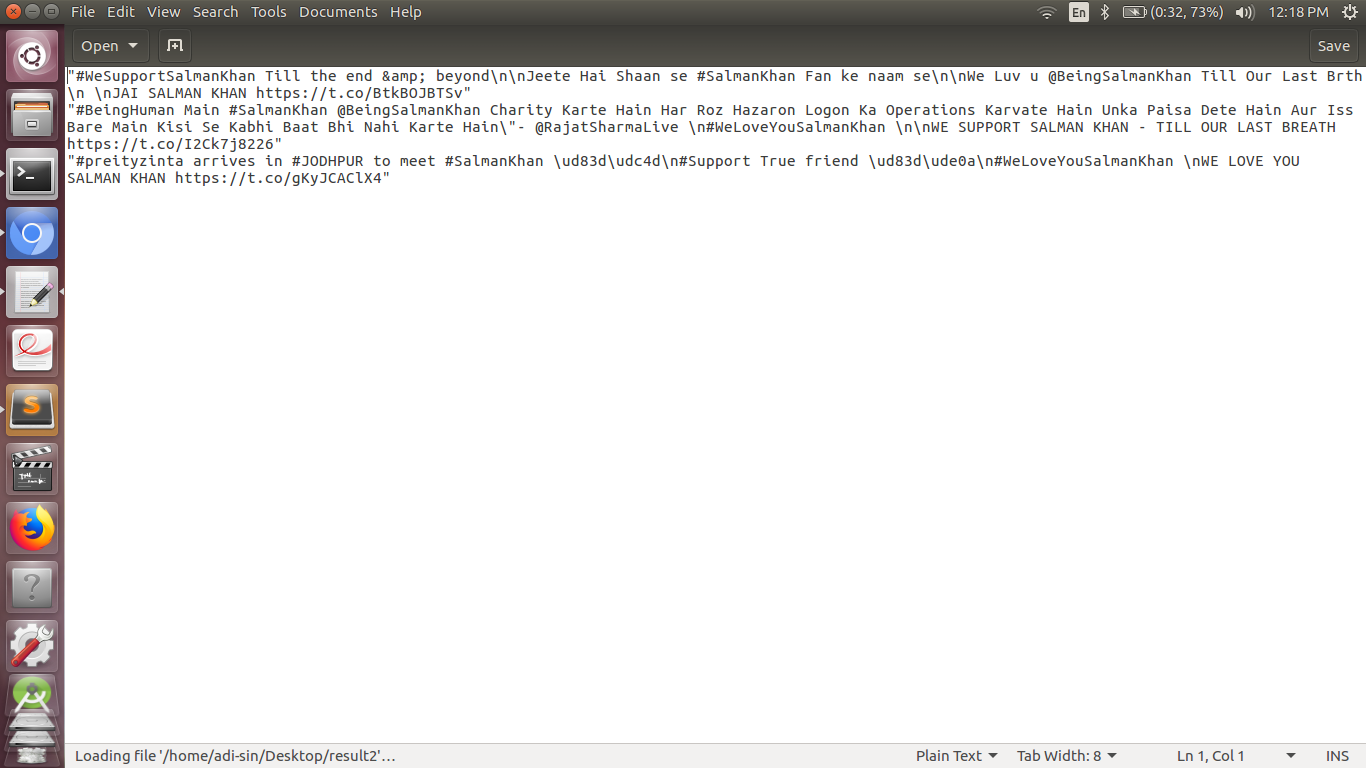 File Edit View Search Tools Documents Help
En (0:32, 73%) 12:18 PM
Open Save
"#WeSupportSalmanKhan Till the end &amp; beyond\n\nJeete Hai Shaan se #SalmanKhan Fan ke naam se\n\nWe Luv u @BeingSalmanKhan Till Our Last Brth
\n \nJAI SALMAN KHAN https://t.co/BtkBOJBTSv"
"#BeingHuman Main #SalmanKhan @BeingSalmanKhan Charity Karte Hain Har Roz Hazaron Logon Ka Operations Karvate Hain Unka Paisa Dete Hain Aur Iss
Bare Main Kisi Se Kabhi Baat Bhi Nahi Karte Hain\"- @RajatSharmaLive \n#WeLoveYouSalmanKhan \n\nWE SUPPORT SALMAN KHAN - TILL OUR LAST BREATH
https://t.co/I2Ck7j8226"
"#preityzinta arrives in #JODHPUR to meet #SalmanKhan \ud83d\udc4d\n#Support True friend \ud83d\ude0a\n#WeLoveYouSalmanKhan \nWE LOVE YOU
SALMAN KHAN https://t.co/gKyJCAClX4"
Loading file '/home/adi-sin/Desktop/result2'… Plain Text Tab Width: 8 Ln 1, Col 1 INS